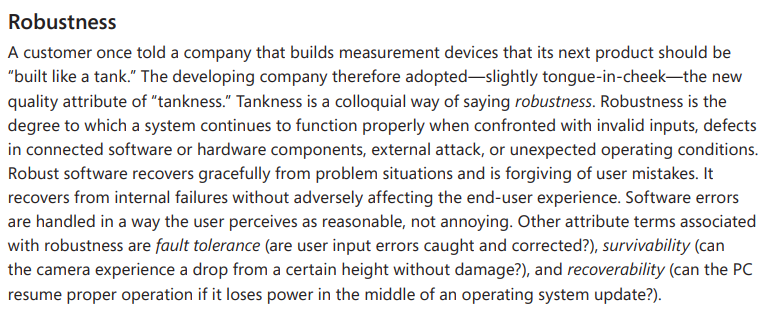 Robustness
A customer once told a company that builds measurement devices that its next product should be
“built like a tank.” The developing company therefore adopted—slightly tongue-in-cheek—the new
quality attribute of “tankness.” Tankness is a colloquial way of saying robustness. Robustness is the
degree to which a system continues to function properly when confronted with invalid inputs, defects
in connected software or hardware components, external attack, or unexpected operating conditions.
Robust software recovers gracefully from problem situations and is forgiving of user mistakes. It
recovers from internal failures without adversely affecting the end-user experience. Software errors
are handled in a way the user perceives as reasonable, not annoying. Other attribute terms associated
with robustness are fault tolerance (are user input errors caught and corrected?), survivability (can
the camera experience a drop from a certain height without damage?), and recoverability (can the PC
resume proper operation if it loses power in the middle of an operating system update?).